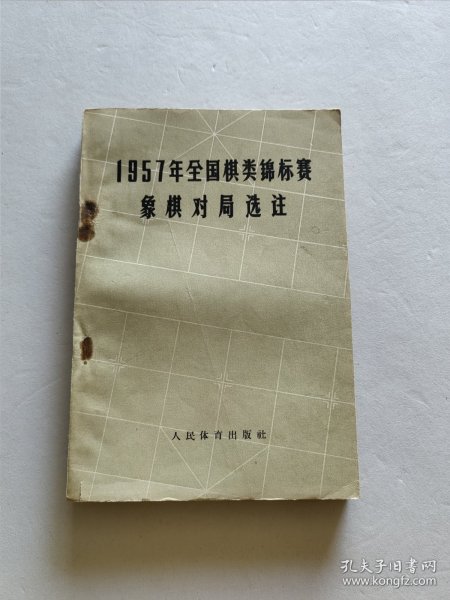 1957年全国棋类锦标赛
象棋对局选注
人民体育出版社
孔夫子旧书网
www.kongfz.com